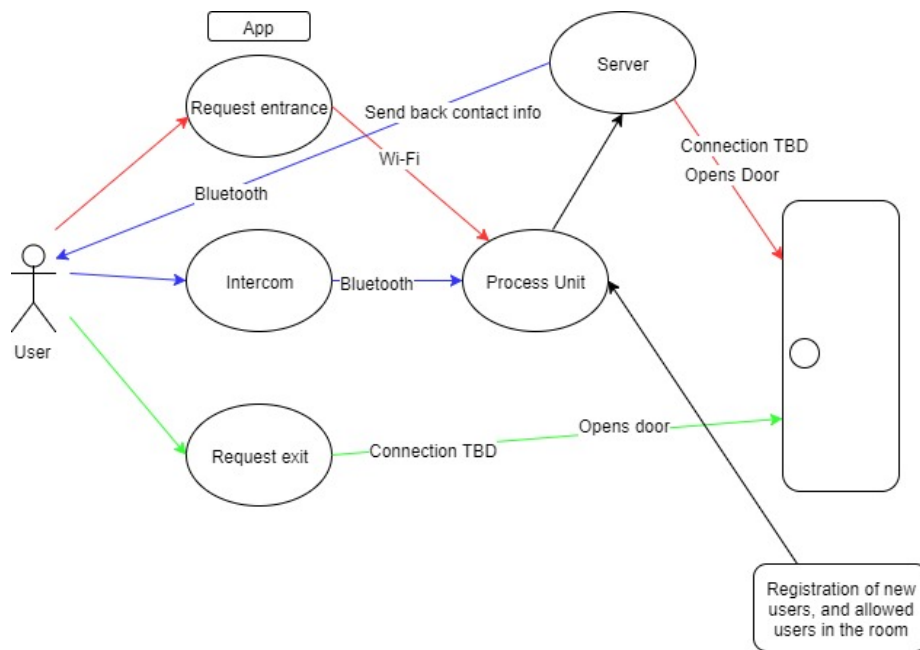 App
Request entrance
Server
Send back contact info
Wi-Fi
Connection TBD
Opens Door
Bluetooth
Intercom
Bluetooth
Process Unit
User
Request exit
Connection TBD
Opens door
Registration of new
users, and allowed
users in the room